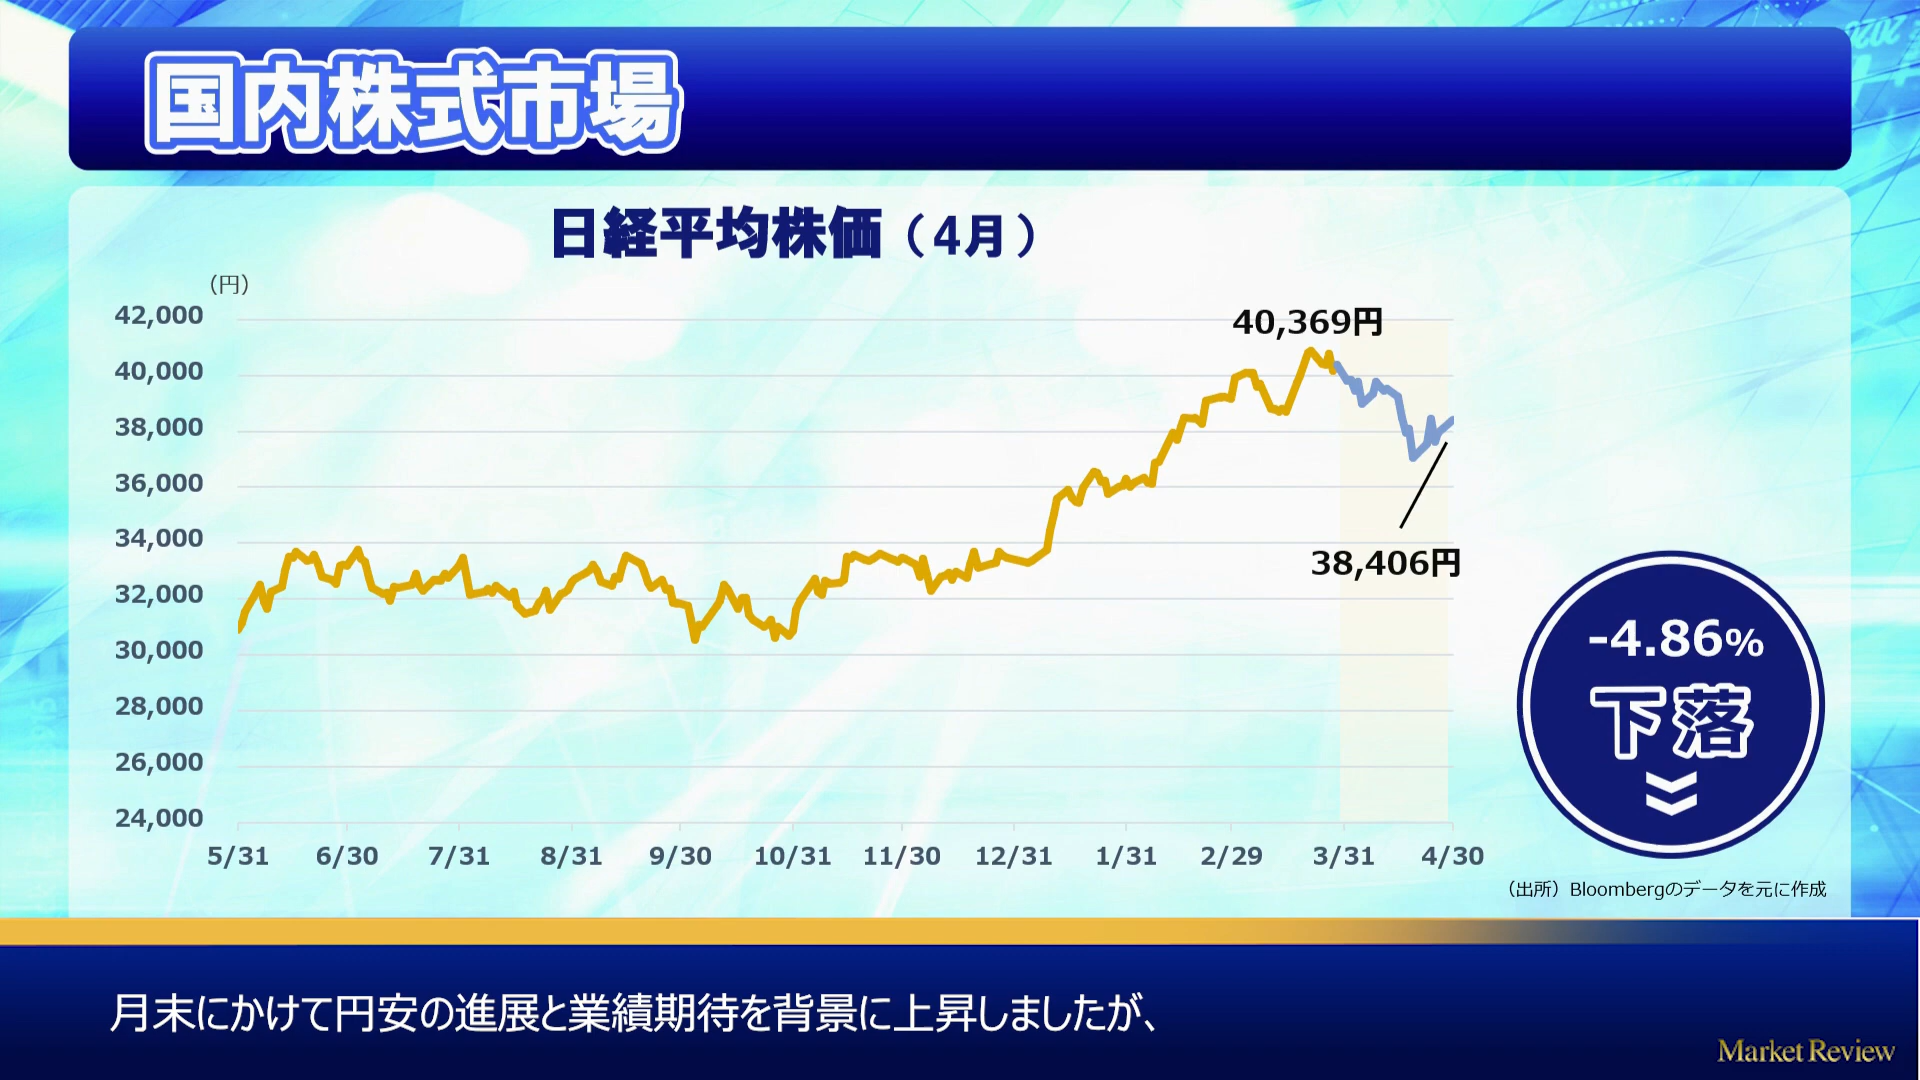 国内株式市場
日経平均株価（4月）
（円）
42,000
40,000
38,000
36,000
34,000
32,000
30,000
28,000
26,000
24,000
40,369円
38,406円
5/31 6/30 7/31 8/31 9/30 10/31 11/30 12/31 1/31 2/29 3/31 4/30
-4.86%
下落
（出所）Bloombergのデータを元に作成
月末にかけて円安の進展と業績期待を背景に上昇しましたが、
Market Review